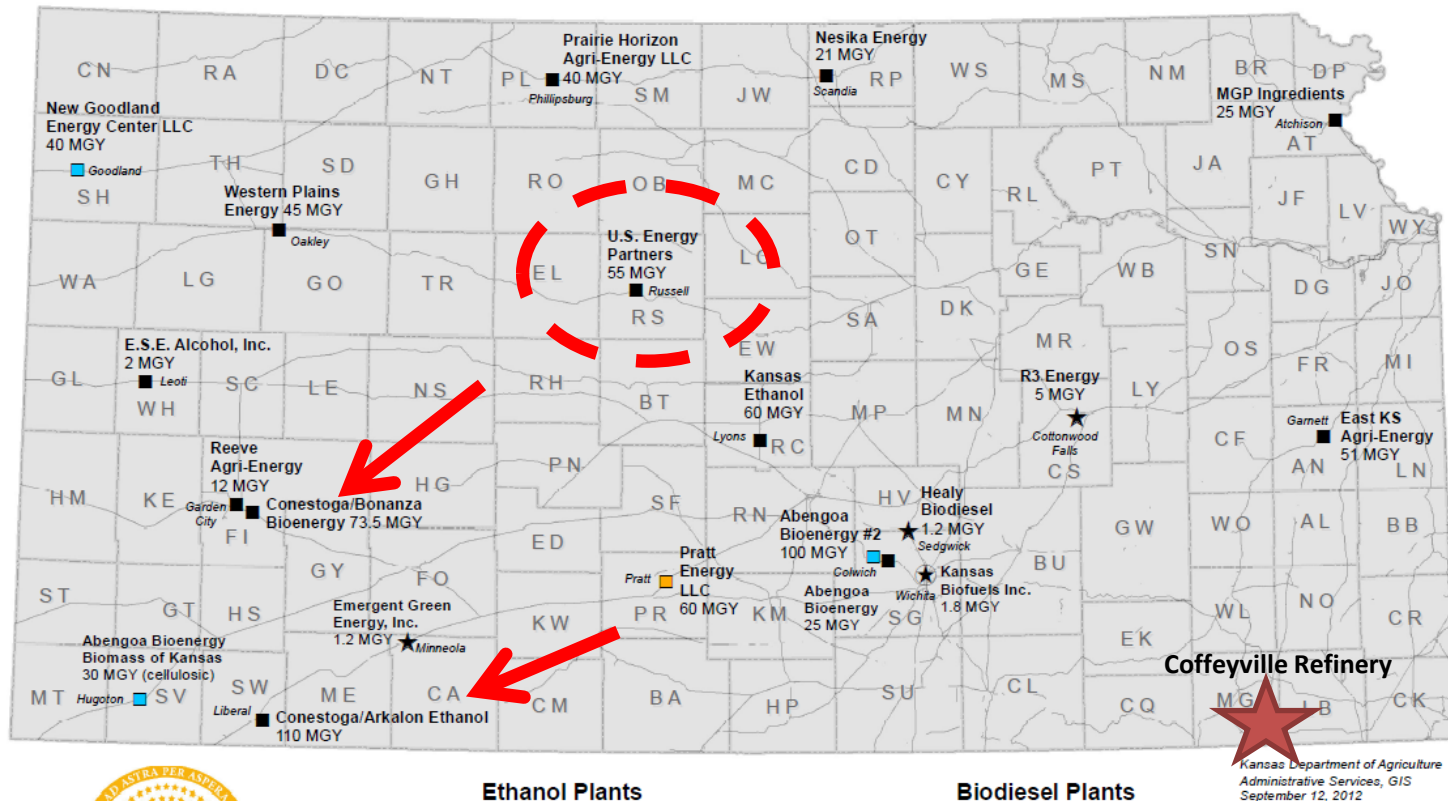 CN
RA
DC
NT
PL
Prairie Horizon
Agri-Energy LLC
40 MGY
Phillipsburg
SM
JW
Nesika Energy
21 MGY
Scandia
RP
WS
MS
NM
BR
DP
MGP Ingredients
25 MGY
Atchison
AT
New Goodland
Energy Center LLC
40 MGY
Goodland
SH
TH
SD
GH
RO
OB
MC
CD
CY
RL
PT
JA
JF
LV
WY
Western Plains
Energy 45 MGY
Oakley
U.S. Energy
Partners
55 MGY
Russell
RS
WA
LG
GO
TR
EL
LC
OT
GE
WB
SN
DG
JO
SA
DK
E.S.E. Alcohol, Inc.
2 MGY
Leoti
GL
WH
SC
LE
NS
RH
BT
EW
Kansas
Ethanol
60 MGY
Lyons
RC
MP
MN
MR
R3 Energy
5 MGY
Cottonwood
Falls
CS
LY
OS
FR
MI
CF
Garnett
East KS
Agri-Energy
51 MGY
AN
LN
Reeve
Agri-Energy
12 MGY
Garden
City
Conestoga/Bonanza
Bioenergy 73.5 MGY
HM
KE
FI
HG
PN
SF
RN
HV
Healy
Biodiesel
1.2 MGY
Sedgwick
Abengoa
Bioenergy #2
100 MGY
Colwich
Abengoa
Bioenergy
25 MGY
Wichita
Kansas
Biofuels Inc.
1.8 MGY
SG
BU
GW
WO
AL
BB
GY
FO
ED
Pratt
Energy
LLC
60 MGY
Pratt
PR
KM
KW
ST
GT
HS
Emergent Green
Energy, Inc.
1.2 MGY
Minneola
Abengoa Bioenergy
Biomass of Kansas
30 MGY (cellulosic)
Hugoton
MT
SV
SW
Liberal
Conestoga/Arkalon Ethanol
110 MGY
ME
CA
CM
BA
HP
SU
CL
EK
WL
NO
CR
CQ
Coffeyville Refinery
MG
LB
CK
AD ASTRA PER ASPERA
Ethanol Plants
Biodiesel Plants
Kansas Department of Agriculture
Administrative Services, GIS
September 12, 2012